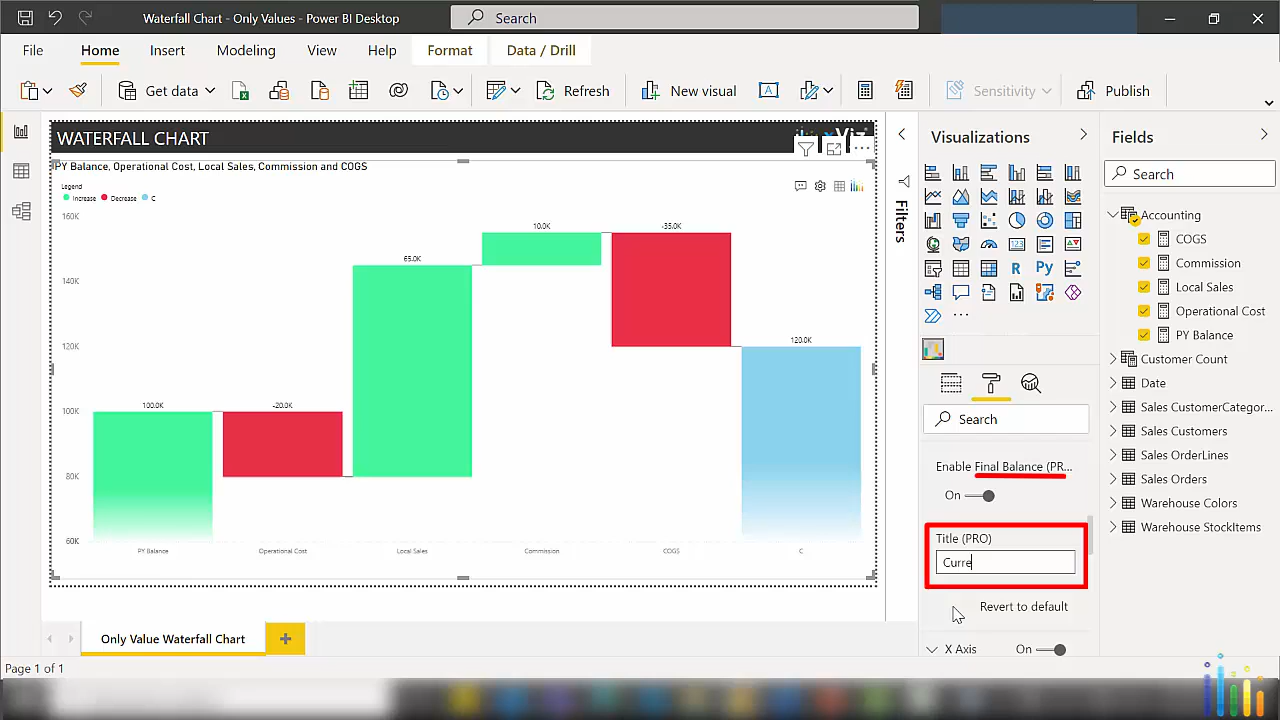 Waterfall Chart - Only Values - Power BI Desktop
Search
File
Home
Insert
Modeling
View
Help
Format
Data / Drill
Get data
Refresh
New visual
Sensitivity
Publish
WATERFALL CHART
PY Balance, Operational Cost, Local Sales, Commission and COGS
Legend
Increase
Decrease
C
160K
140K
120K
100K
80K
60K
100.0K
-20.0K
65.0K
10.0K
-35.0K
120.0K
PY Balance
Operational Cost
Local Sales
Commission
COGS
C
Filters
Visualizations
R
Py
123
Search
Enable Final Balance (PR...
On
Title (PRO)
Curre
Revert to default
X Axis
On
Fields
Search
Accounting
COGS
Commission
Local Sales
Operational Cost
PY Balance
Customer Count
Date
Sales CustomerCategor...
Sales Customers
Sales OrderLines
Sales Orders
Warehouse Colors
Warehouse StockItems
Only Value Waterfall Chart
Page 1 of 1